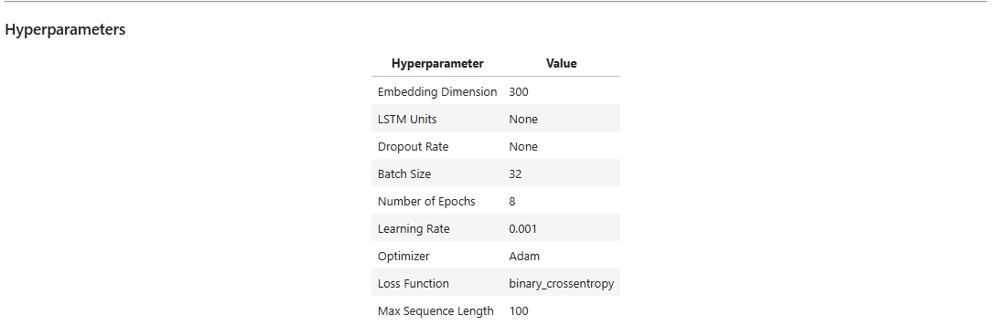 Hyperparameters
Hyperparameter Value
Embedding Dimension 300
LSTM Units None
Dropout Rate None
Batch Size 32
Number of Epochs 8
Learning Rate 0.001
Optimizer Adam
Loss Function binary_crossentropy
Max Sequence Length 100